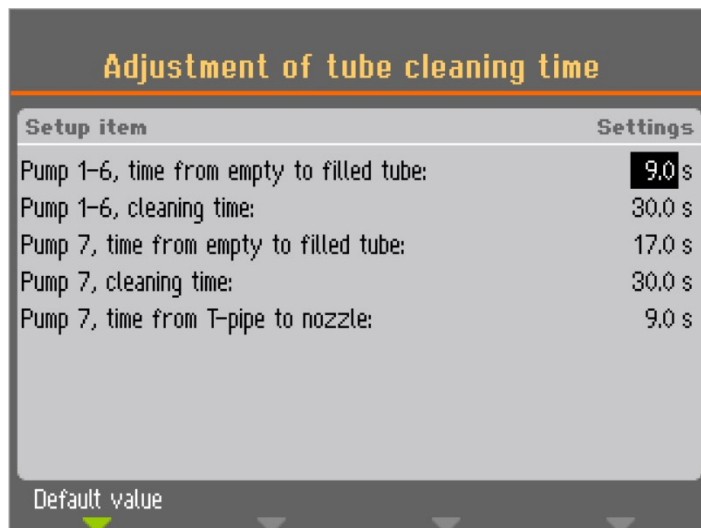 Adjustment of tube cleaning time
Setup item Settings
Pump 1-6, time from empty to filled tube: 9.0 s
Pump 1-6, cleaning time: 30.0 s
Pump 7, time from empty to filled tube: 17.0 s
Pump 7, cleaning time: 30.0 s
Pump 7, time from T-pipe to nozzle: 9.0 s
Default value